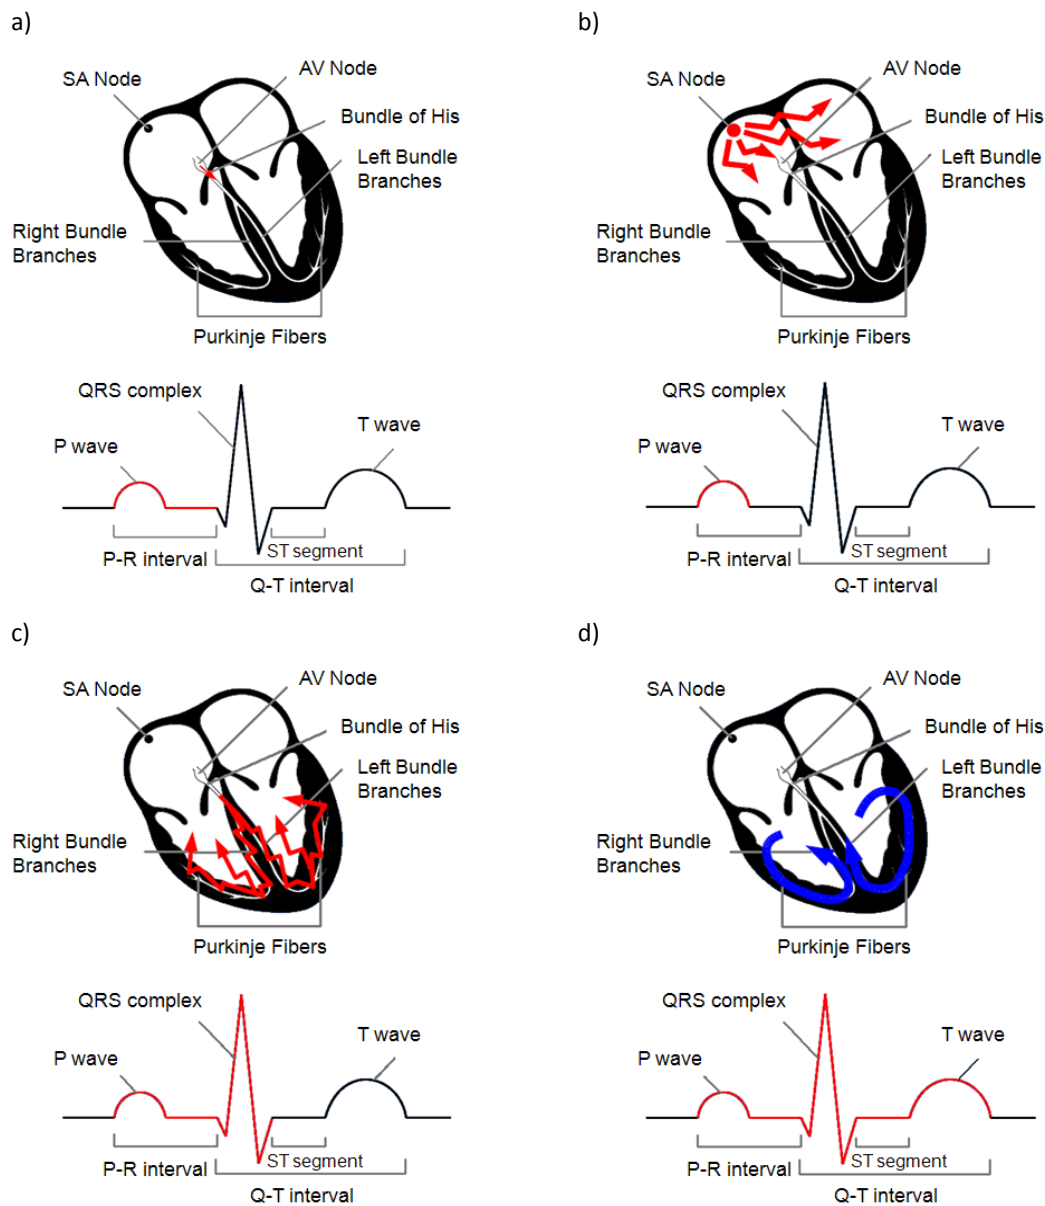 a)
SA Node
AV Node
Bundle of His
Left Bundle
Branches
Right Bundle
Branches
Purkinje Fibers
QRS complex
T wave
P wave
P-R interval
ST segment
Q-T interval
b)
SA Node
AV Node
Bundle of His
Left Bundle
Branches
Right Bundle
Branches
Purkinje Fibers
QRS complex
T wave
P wave
P-R interval
ST segment
Q-T interval
c)
SA Node
AV Node
Bundle of His
Left Bundle
Branches
Right Bundle
Branches
Purkinje Fibers
QRS complex
T wave
P wave
P-R interval
ST segment
Q-T interval
d)
SA Node
AV Node
Bundle of His
Left Bundle
Branches
Right Bundle
Branches
Purkinje Fibers
QRS complex
T wave
P wave
P-R interval
ST segment
Q-T interval